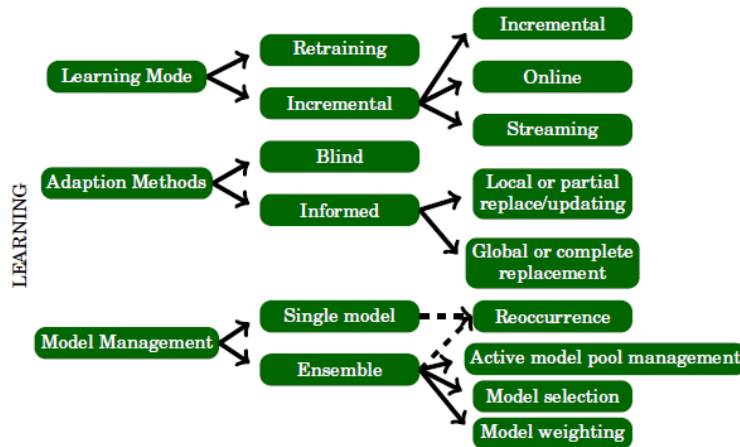 LEARNING
Learning Mode
Retraining
Incremental
Incremental
Online
Streaming
Adaption Methods
Blind
Informed
Local or partial
replace/updating
Global or complete
replacement
Model Management
Single model
Ensemble
Reoccurrence
Active model pool management
Model selection
Model weighting